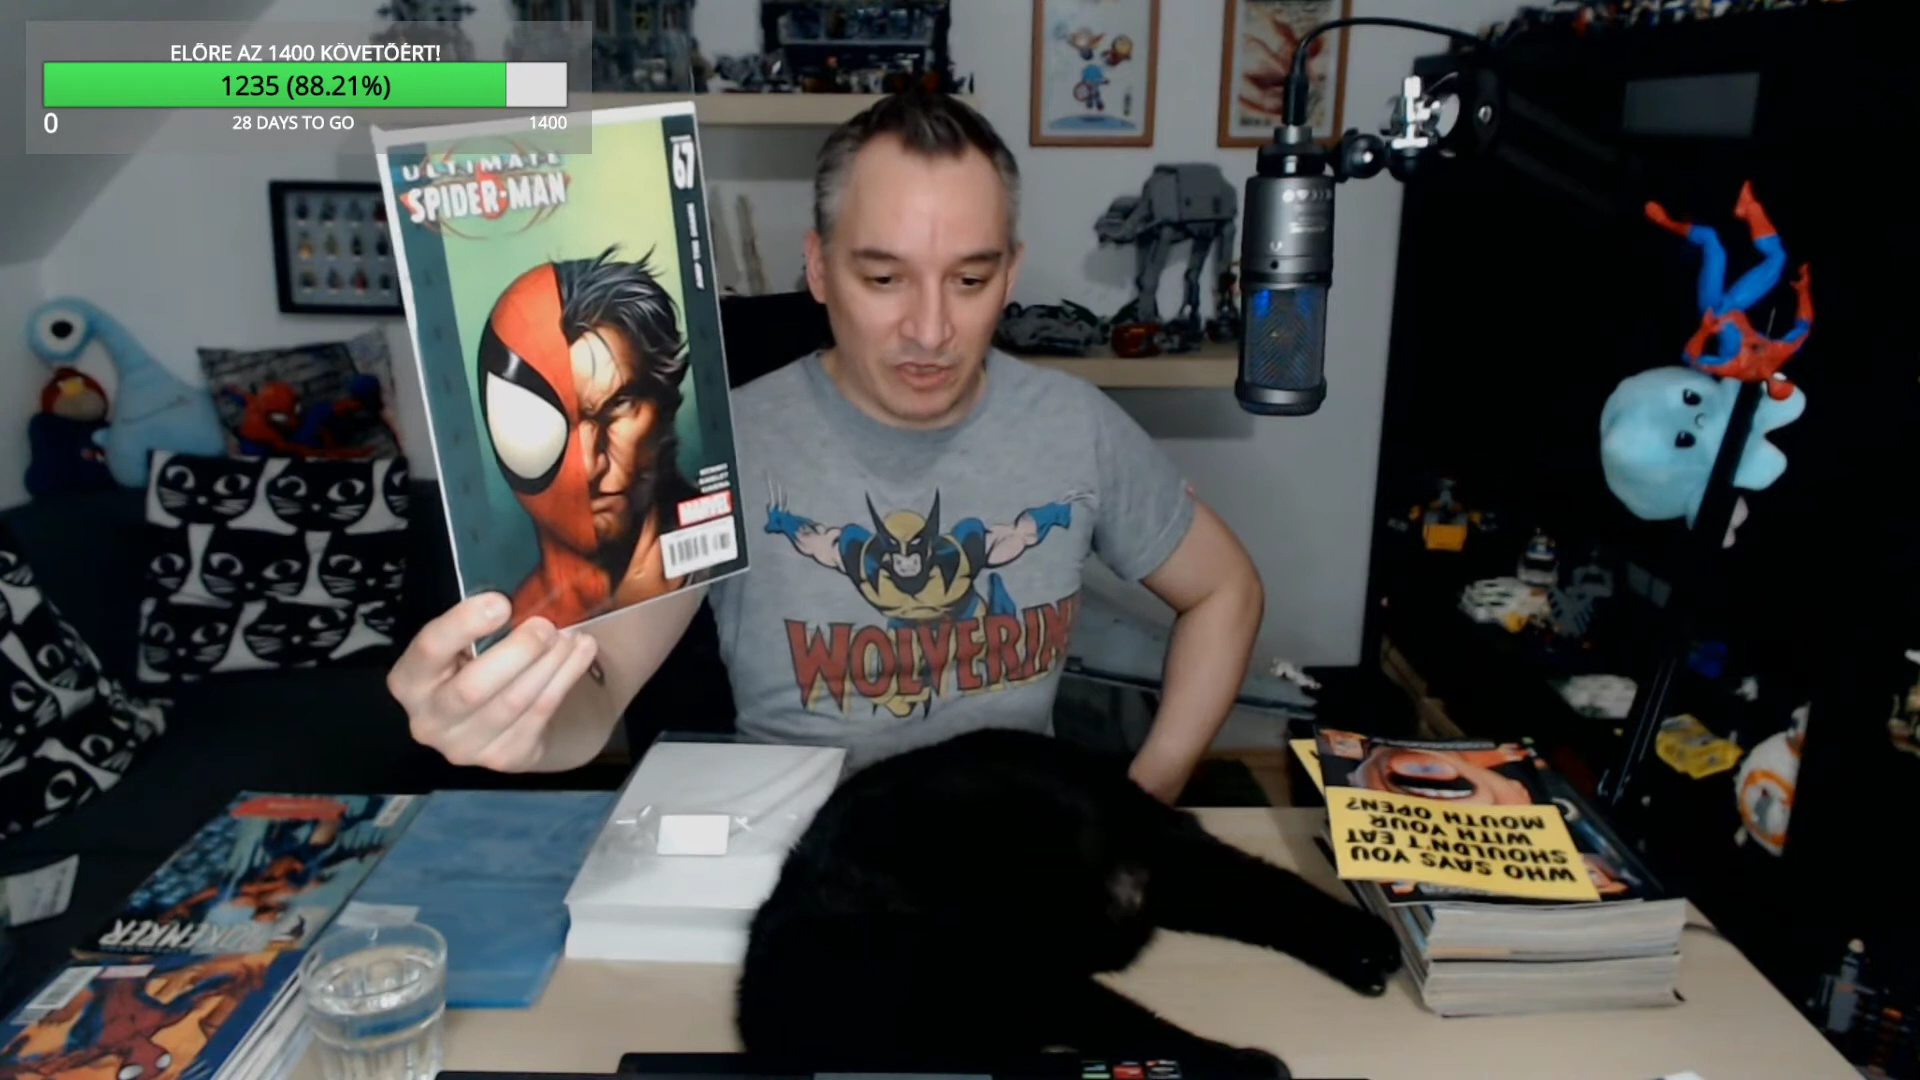 ELŐRE AZ 1400 KÖVETŐÉRT!
1235 (88.21%)
0
28 DAYS TO GO
1400
ULTIMATE
SPIDER-MAN
67
MARVEL
WOLVERIN
WHO SAYS YOU
SHOULDN'T EAT
WITH YOUR
MOUTH OPEN?